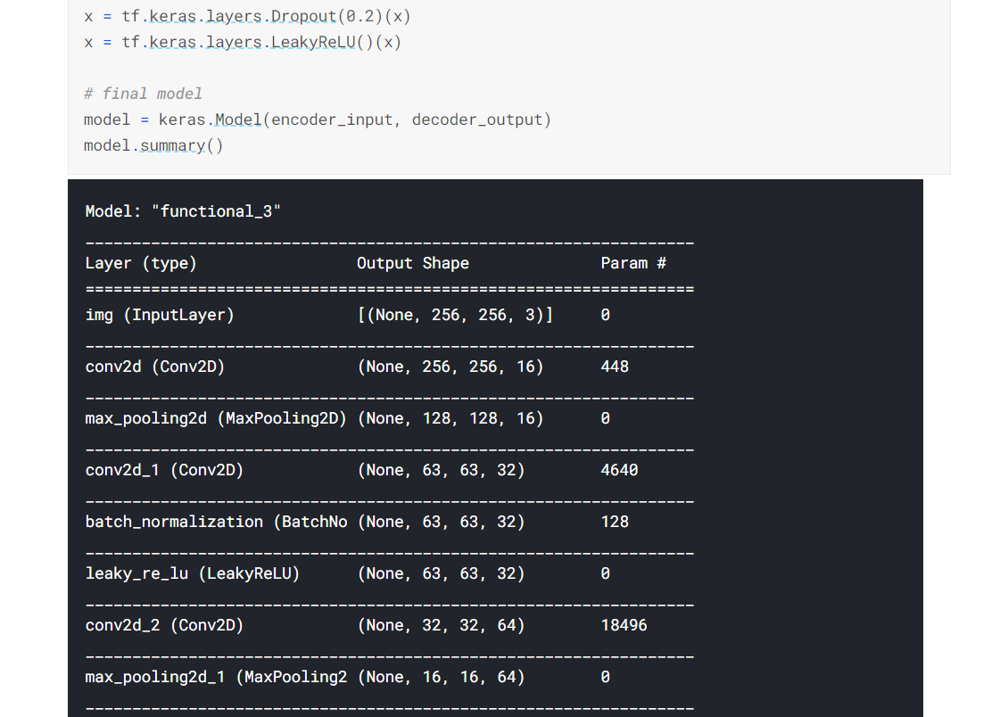 x = tf.keras.layers.Dropout(0.2)(x)
x = tf.keras.layers.LeakyReLU()(x)
# final model
model = keras.Model(encoder_input, decoder_output)
model.summary()
Model: "functional_3"
_________________________________________________________________
Layer (type)                 Output Shape              Param #
=================================================================
img (InputLayer)             [(None, 256, 256, 3)]     0
_________________________________________________________________
conv2d (Conv2D)              (None, 256, 256, 16)      448
_________________________________________________________________
max_pooling2d (MaxPooling2D) (None, 128, 128, 16)      0
_________________________________________________________________
conv2d_1 (Conv2D)            (None, 63, 63, 32)        4640
_________________________________________________________________
batch_normalization (BatchNo (None, 63, 63, 32)        128
_________________________________________________________________
leaky_re_lu (LeakyReLU)      (None, 63, 63, 32)        0
_________________________________________________________________
conv2d_2 (Conv2D)            (None, 32, 32, 64)        18496
_________________________________________________________________
max_pooling2d_1 (MaxPooling2 (None, 16, 16, 64)        0
_________________________________________________________________